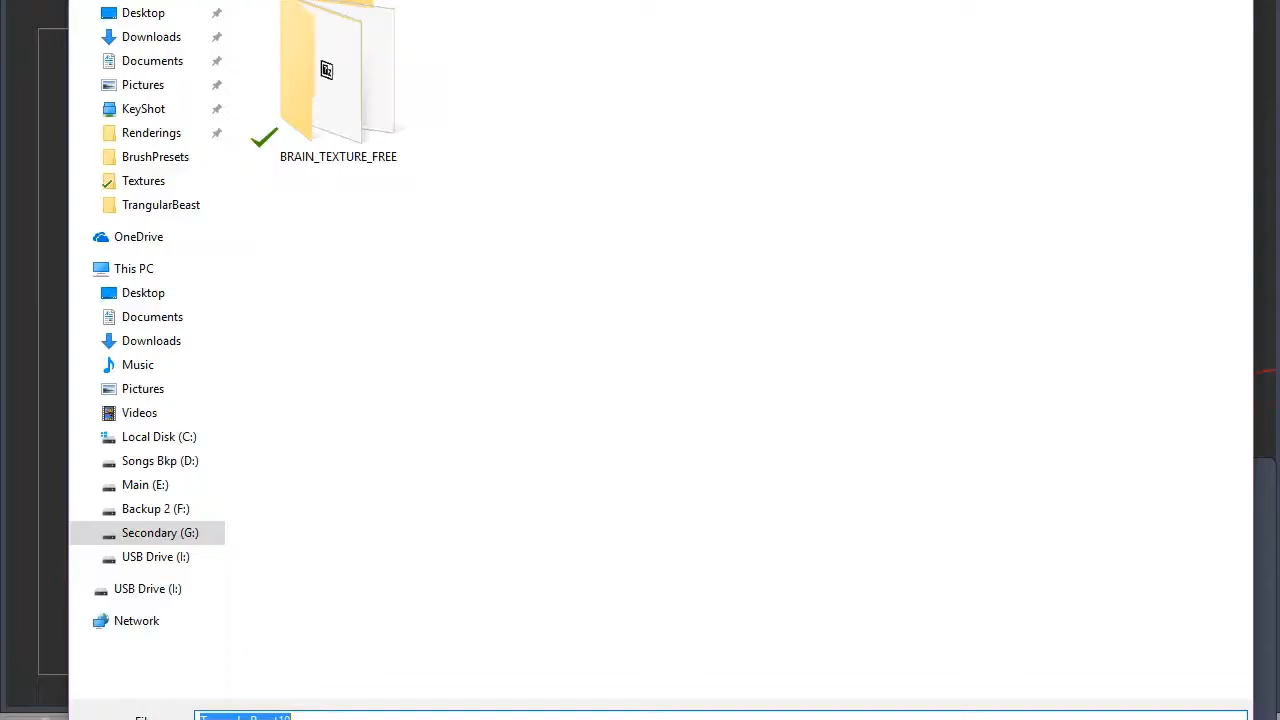 Desktop
Downloads
Documents
Pictures
KeyShot
Renderings
BrushPresets
Textures
TrangularBeast
OneDrive
This PC
Desktop
Documents
Downloads
Music
Pictures
Videos
Local Disk (C:)
Songs Bkp (D:)
Main (E:)
Backup 2 (F:)
Secondary (G:)
USB Drive (I:)
USB Drive (I:)
Network
BRAIN_TEXTURE_FREE